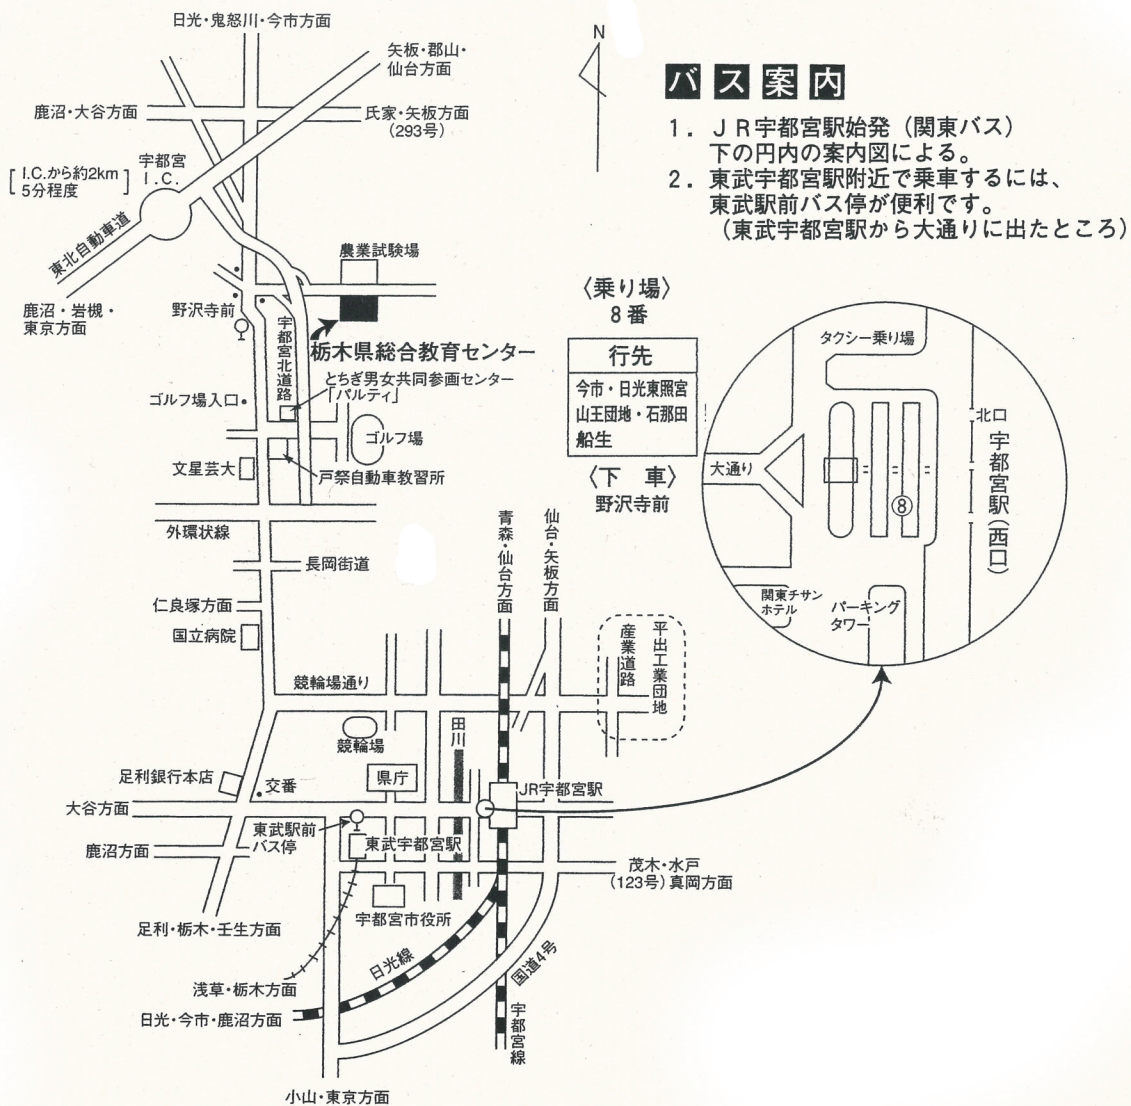 日光・鬼怒川・今市方面
矢板・郡山・
仙台方面
鹿沼・大谷方面
氏家・矢板方面
(293号)
宇都宮
I.C.
I.C.から約2km
5分程度
東北自動車道
鹿沼・岩槻・
東京方面
N
バス案内
1. JR宇都宮駅始発（関東バス）
下の円内の案内図による。
2. 東武宇都宮駅附近で乗車するには、
東武駅前バス停が便利です。
（東武宇都宮駅から大通りに出たところ）
農業試験場
野沢寺前
宇都宮北道路
栃木県総合教育センター
とちぎ男女共同参画センター
「パルティ」
ゴルフ場入口
ゴルフ場
文星芸大
戸祭自動車教習所
外環状線
長岡街道
仁良塚方面
国立病院
〈乗り場〉
8番
行先
今市・日光東照宮
山王団地・石那田
船生
〈下 車〉
野沢寺前
タクシー乗り場
北口
宇都宮駅（西口）
大通り
⑧
関東チサン
ホテル
パーキング
タワー
青森・仙台方面
仙台・矢板方面
産業道路
平出工業団地
競輪場通り
競輪場
田川
足利銀行本店
交番
県庁
JR宇都宮駅
大谷方面
東武駅前
バス停
東武宇都宮駅
鹿沼方面
茂木・水戸
(123号)真岡方面
宇都宮市役所
足利・栃木・壬生方面
日光線
国道4号
浅草・栃木方面
日光・今市・鹿沼方面
宇都宮線
小山・東京方面